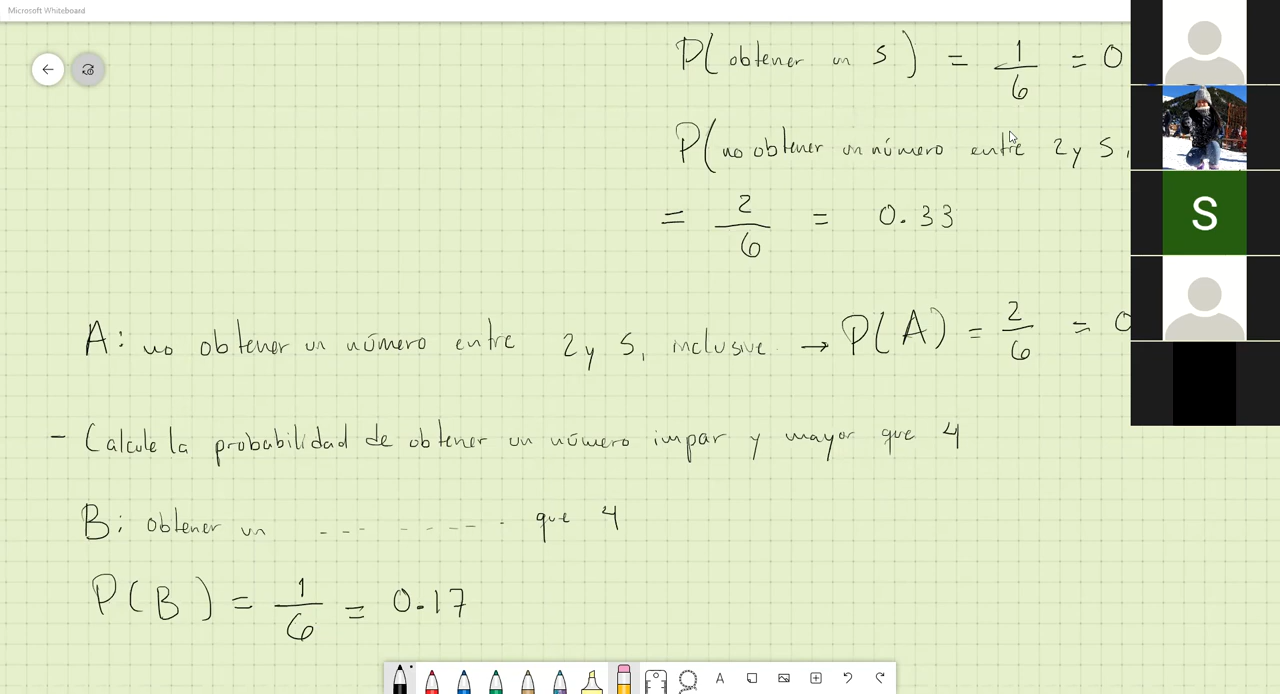 Microsoft Whiteboard
P( obtener un 5 ) = 1/6 = 0
P( no obtener un número entre 2 y 5,
= 2/6 = 0.33
A: no obtener un número entre 2 y 5, inclusive. → P(A) = 2/6 = 0
- Calcule la probabilidad de obtener un número impar y mayor que 4
B: obtener un --- ----- . que 4
P(B) = 1/6 = 0.17
S
A